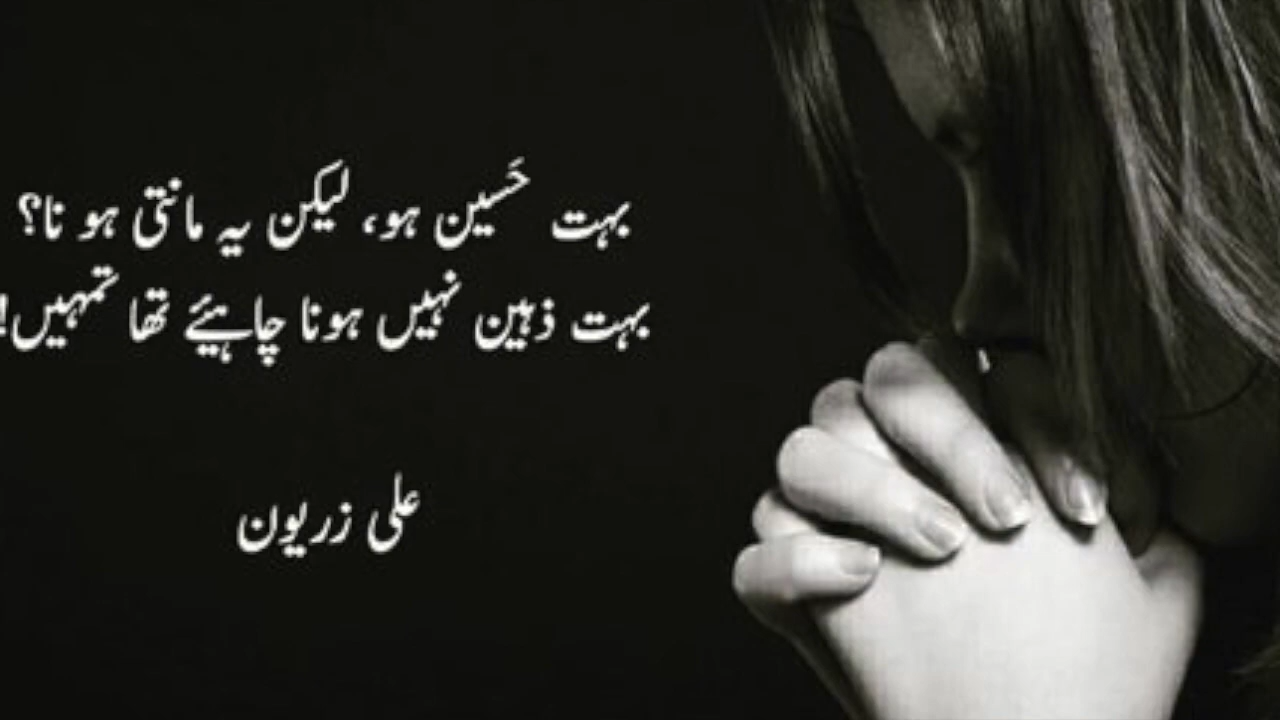 بہت حَسین ہو، لیکن یہ مانتی ہو نا؟
بہت ذہین نہیں ہونا چاہیئے تھا تمہیں!
علی زریون